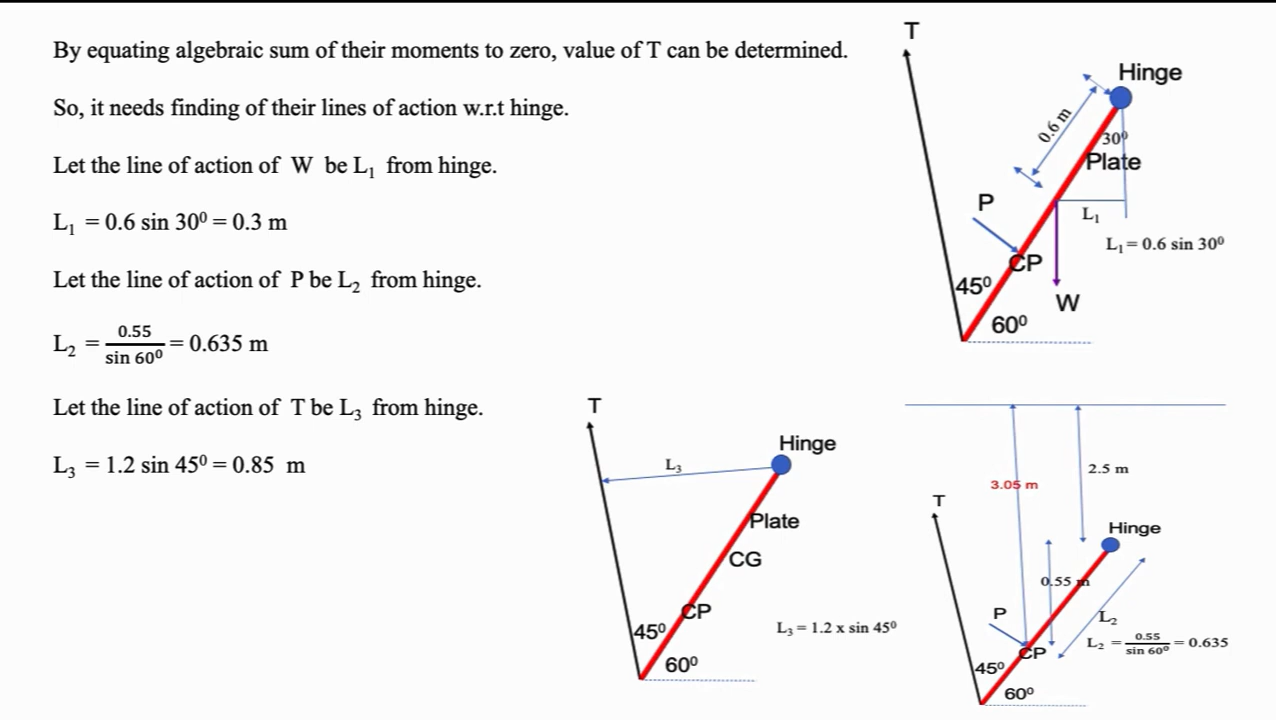 By equating algebraic sum of their moments to zero, value of T can be determined.
So, it needs finding of their lines of action w.r.t hinge.
Let the line of action of W be L₁ from hinge.
L₁ = 0.6 sin 30⁰ = 0.3 m
Let the line of action of P be L₂ from hinge.
L₂ = 0.55 / sin 60⁰ = 0.635 m
Let the line of action of T be L₃ from hinge.
L₃ = 1.2 sin 45⁰ = 0.85 m
T
Hinge
0.6 m
30⁰
Plate
P
L₁
L₁ = 0.6 sin 30⁰
CP
45⁰
W
60⁰
T
Hinge
L₃
Plate
CG
CP
45⁰
L₃ = 1.2 x sin 45⁰
60⁰
2.5 m
3.05 m
T
Hinge
0.55 m
P
L₂
L₂ = 0.55 / sin 60⁰ = 0.635
CP
45⁰
60⁰